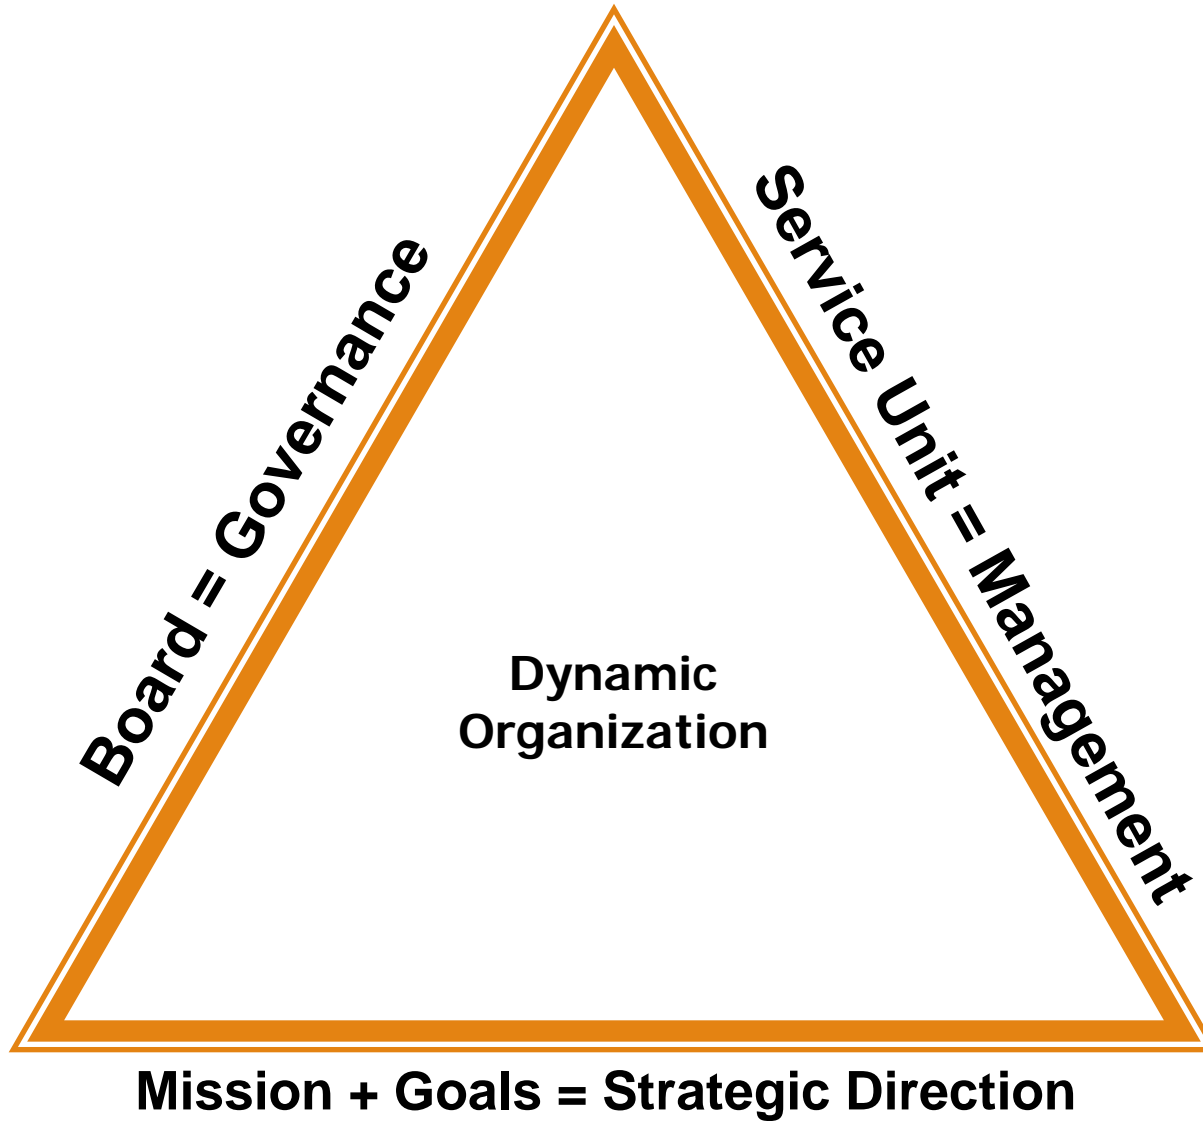 Board = Governance
Service Unit = Management
Dynamic
Organization
Mission + Goals = Strategic Direction